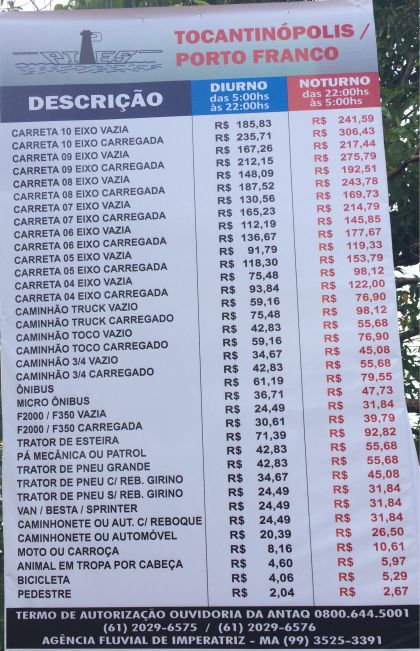 PIPES
TOCANTINÓPOLIS /
PORTO FRANCO
DESCRIÇÃO
DIURNO
das 5:00hs
às 22:00hs
NOTURNO
das 22:00hs
às 5:00hs
CARRETA 10 EIXO VAZIA R$ 185,83 R$ 241,59
CARRETA 10 EIXO CARREGADA R$ 235,71 R$ 306,43
CARRETA 09 EIXO VAZIA R$ 167,26 R$ 217,44
CARRETA 09 EIXO CARREGADA R$ 212,15 R$ 275,79
CARRETA 08 EIXO VAZIA R$ 148,09 R$ 192,51
CARRETA 08 EIXO CARREGADA R$ 187,52 R$ 243,78
CARRETA 07 EIXO VAZIA R$ 130,56 R$ 169,73
CARRETA 07 EIXO CARREGADA R$ 165,23 R$ 214,79
CARRETA 06 EIXO VAZIA R$ 112,19 R$ 145,85
CARRETA 06 EIXO CARREGADA R$ 136,67 R$ 177,67
CARRETA 05 EIXO VAZIA R$ 91,79 R$ 119,33
CARRETA 05 EIXO CARREGADA R$ 118,30 R$ 153,79
CARRETA 04 EIXO VAZIA R$ 75,48 R$ 98,12
CARRETA 04 EIXO CARREGADA R$ 93,84 R$ 122,00
CAMINHÃO TRUCK VAZIO R$ 59,16 R$ 76,90
CAMINHÃO TRUCK CARREGADO R$ 75,48 R$ 98,12
CAMINHÃO TOCO VAZIO R$ 42,83 R$ 55,68
CAMINHÃO TOCO CARREGADO R$ 59,16 R$ 76,90
CAMINHÃO 3/4 VAZIO R$ 34,67 R$ 45,08
CAMINHÃO 3/4 CARREGADO R$ 42,83 R$ 55,68
ÔNIBUS R$ 61,19 R$ 79,55
MICRO ÔNIBUS R$ 36,71 R$ 47,73
F2000 / F350 VAZIA R$ 24,49 R$ 31,84
F2000 / F350 CARREGADA R$ 30,61 R$ 39,79
TRATOR DE ESTEIRA R$ 71,39 R$ 92,82
PÁ MECÂNICA OU PATROL R$ 42,83 R$ 55,68
TRATOR DE PNEU GRANDE R$ 42,83 R$ 55,68
TRATOR DE PNEU C/ REB. GIRINO R$ 34,67 R$ 45,08
TRATOR DE PNEU S/ REB. GIRINO R$ 24,49 R$ 31,84
VAN / BESTA / SPRINTER R$ 24,49 R$ 31,84
CAMINHONETE OU AUT. C/ REBOQUE R$ 24,49 R$ 31,84
CAMINHONETE OU AUTOMÓVEL R$ 20,39 R$ 26,50
MOTO OU CARROÇA R$ 8,16 R$ 10,61
ANIMAL EM TROPA POR CABEÇA R$ 4,60 R$ 5,97
BICICLETA R$ 4,06 R$ 5,29
PEDESTRE R$ 2,04 R$ 2,67
TERMO DE AUTORIZAÇÃO OUVIDORIA DA ANTAQ 0800.644.5001
(61) 2029-6575 / (61) 2029-6576
AGÊNCIA FLUVIAL DE IMPERATRIZ - MA (99) 3525-3391